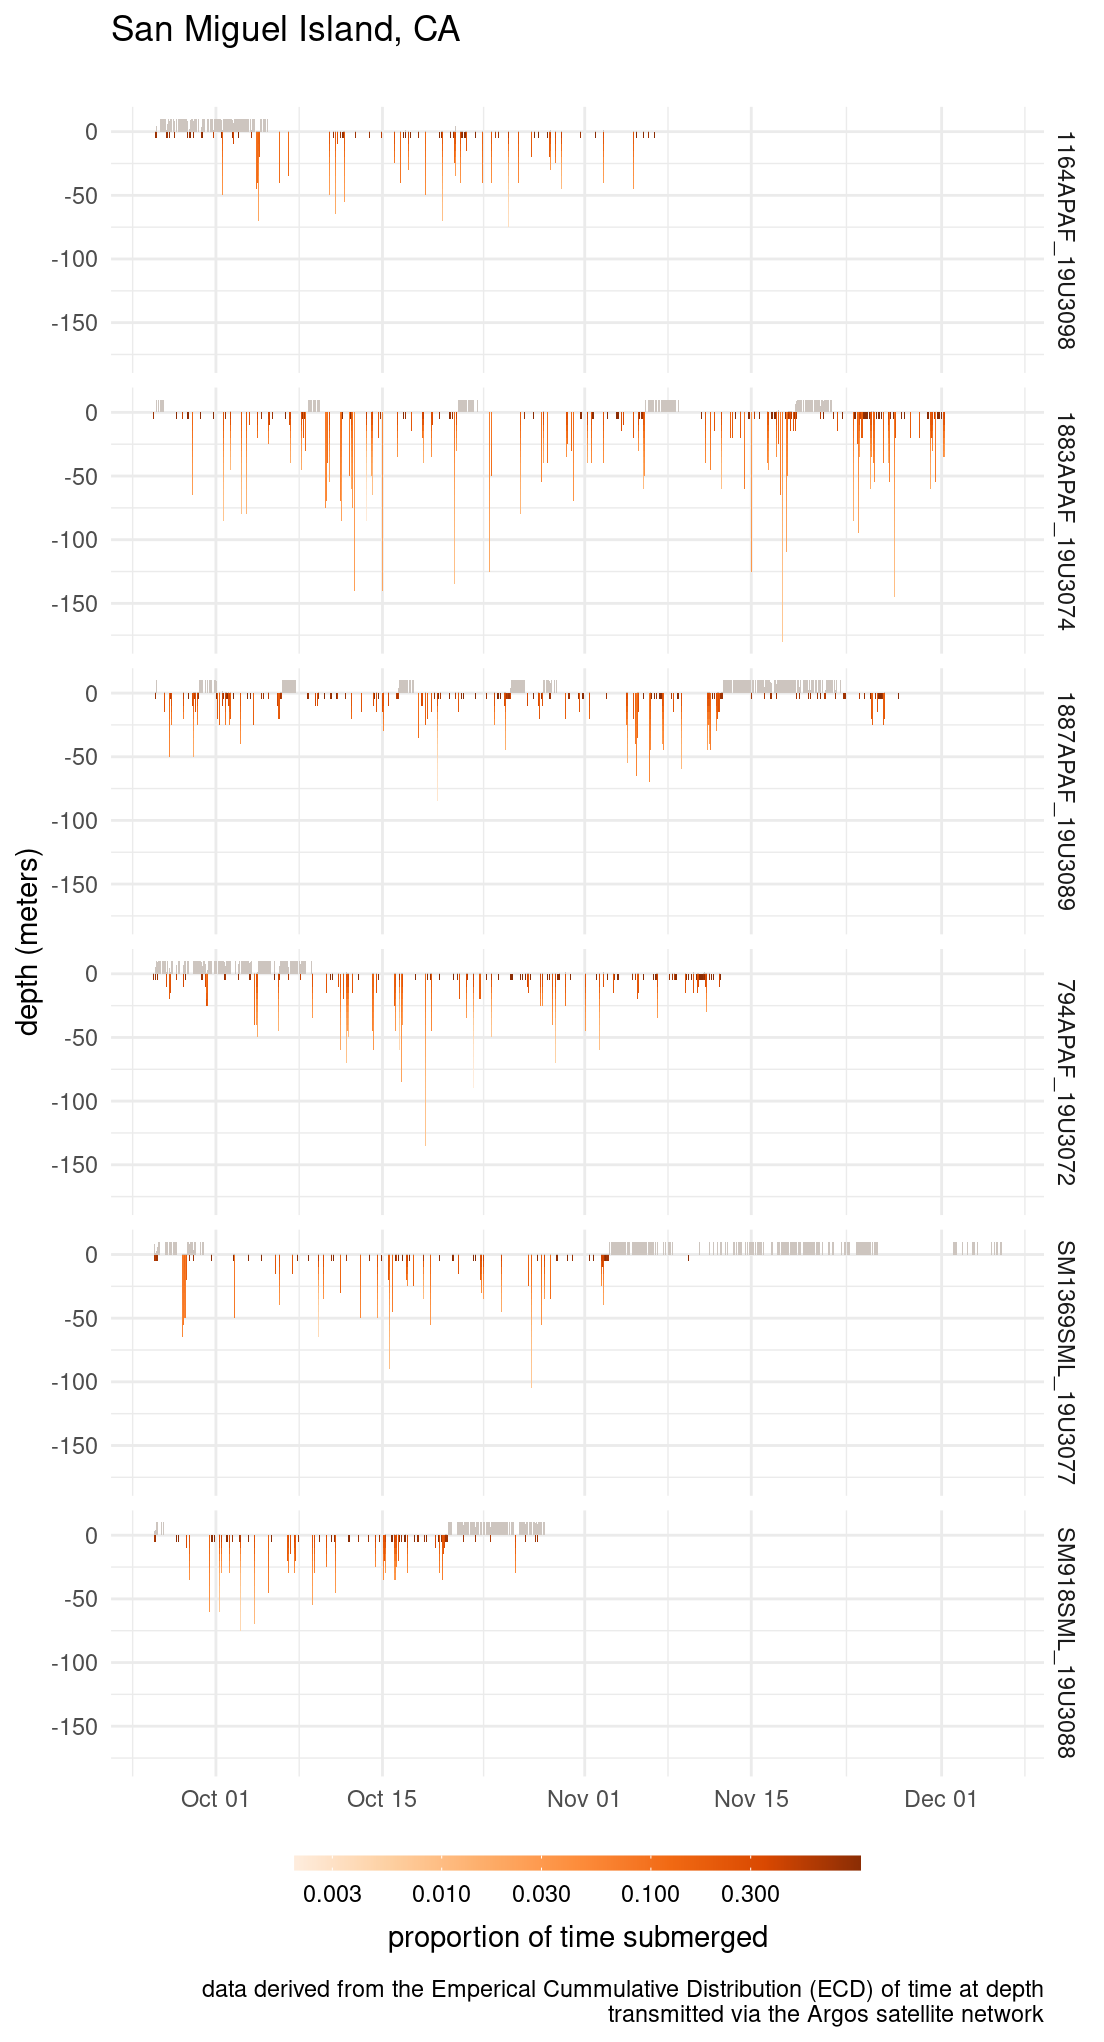 San Miguel Island, CA
0
-50
-100
-150
1164APAF_19U3098
0
-50
-100
-150
1883APAF_19U3074
0
-50
-100
-150
1887APAF_19U3089
depth (meters)
0
-50
-100
-150
794APAF_19U3072
0
-50
-100
-150
SM1369SML_19U3077
0
-50
-100
-150
SM918SML_19U3088
Oct 01 Oct 15 Nov 01 Nov 15 Dec 01
0.003 0.010 0.030 0.100 0.300
proportion of time submerged
data derived from the Emperical Cummulative Distribution (ECD) of time at depth
transmitted via the Argos satellite network